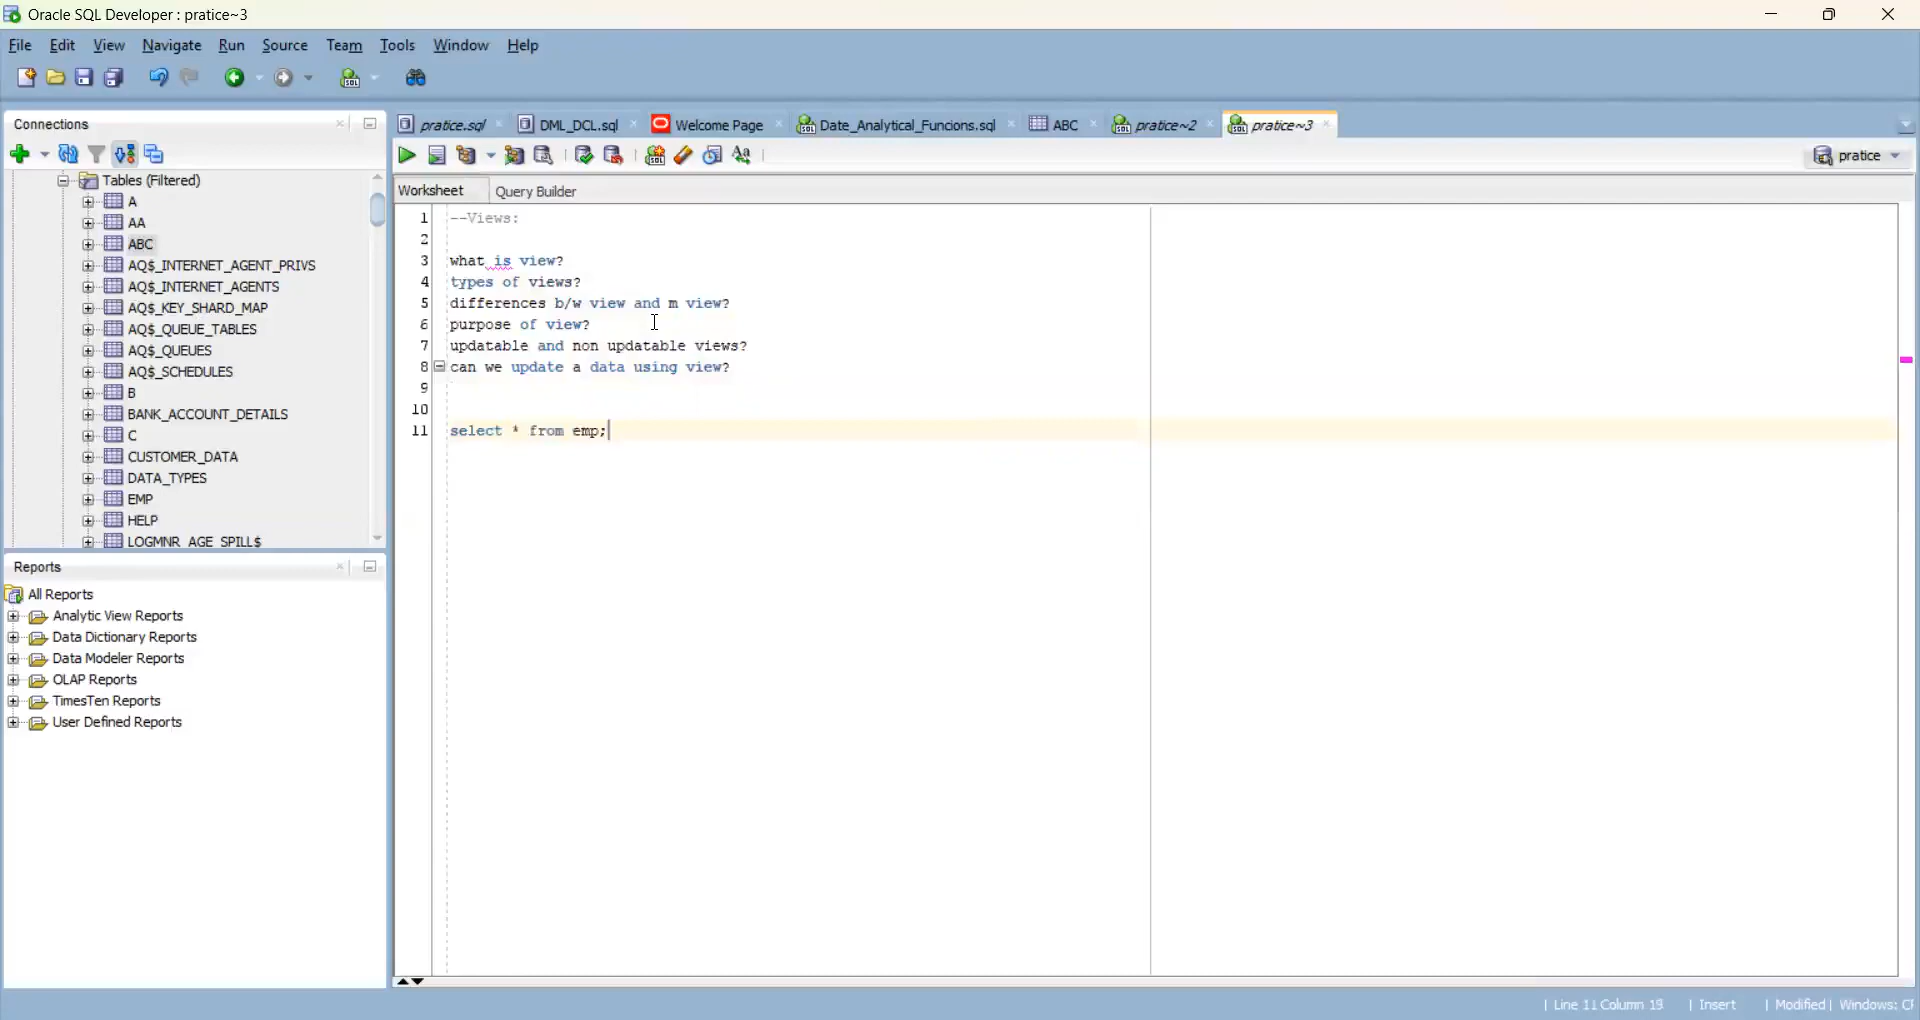 Oracle SQL Developer : pratice~3
File Edit View Navigate Run Source Team Tools Window Help
Connections
Tables (Filtered)
A
AA
ABC
AQ$_INTERNET_AGENT_PRIVS
AQ$_INTERNET_AGENTS
AQ$_KEY_SHARD_MAP
AQ$_QUEUE_TABLES
AQ$_QUEUES
AQ$_SCHEDULES
B
BANK_ACCOUNT_DETAILS
C
CUSTOMER_DATA
DATA_TYPES
EMP
HELP
LOGMNR_AGE_SPILL$
Reports
All Reports
Analytic View Reports
Data Dictionary Reports
Data Modeler Reports
OLAP Reports
TimesTen Reports
User Defined Reports
pratice.sql DML_DCL.sql Welcome Page Date_Analytical_Funcions.sql ABC pratice~2 pratice~3
pratice
Worksheet Query Builder
1 --Views:
2
3 what is view?
4 types of views?
5 differences b/w view and m view?
6 purpose of view?
7 updatable and non updatable views?
8 can we update a data using view?
9
10
11 select * from emp;
Line 11 Column 19 | Insert | Modified | Windows: CF